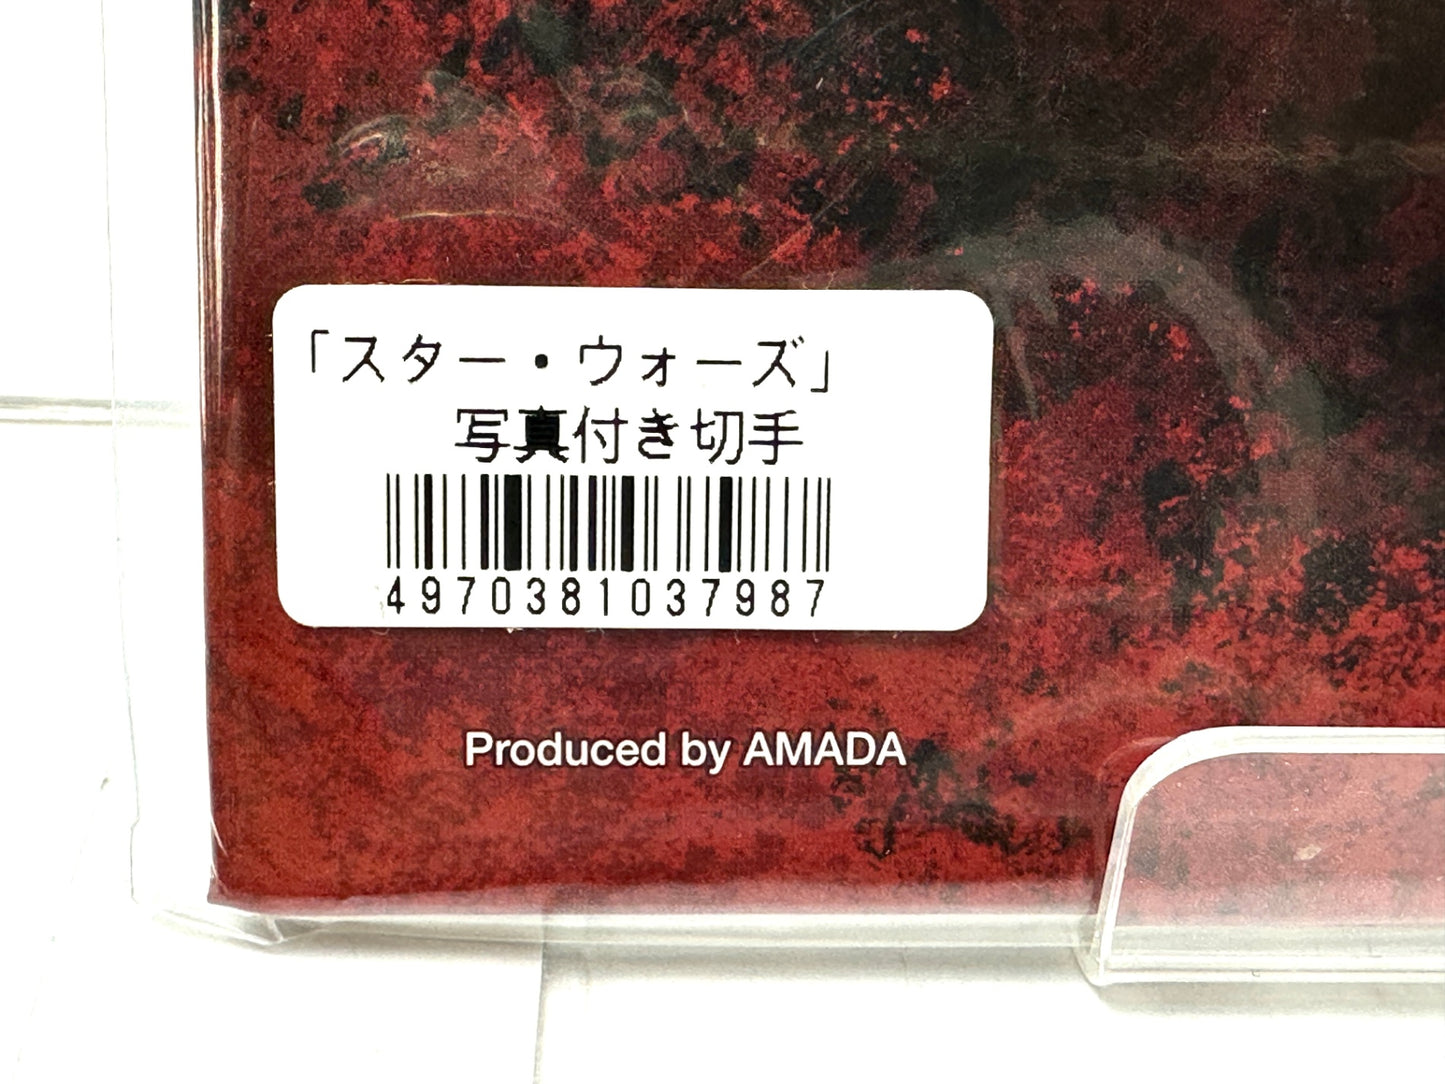 「スター・ウォーズ」
写真付き切手
4970381037987
Produced by AMADA